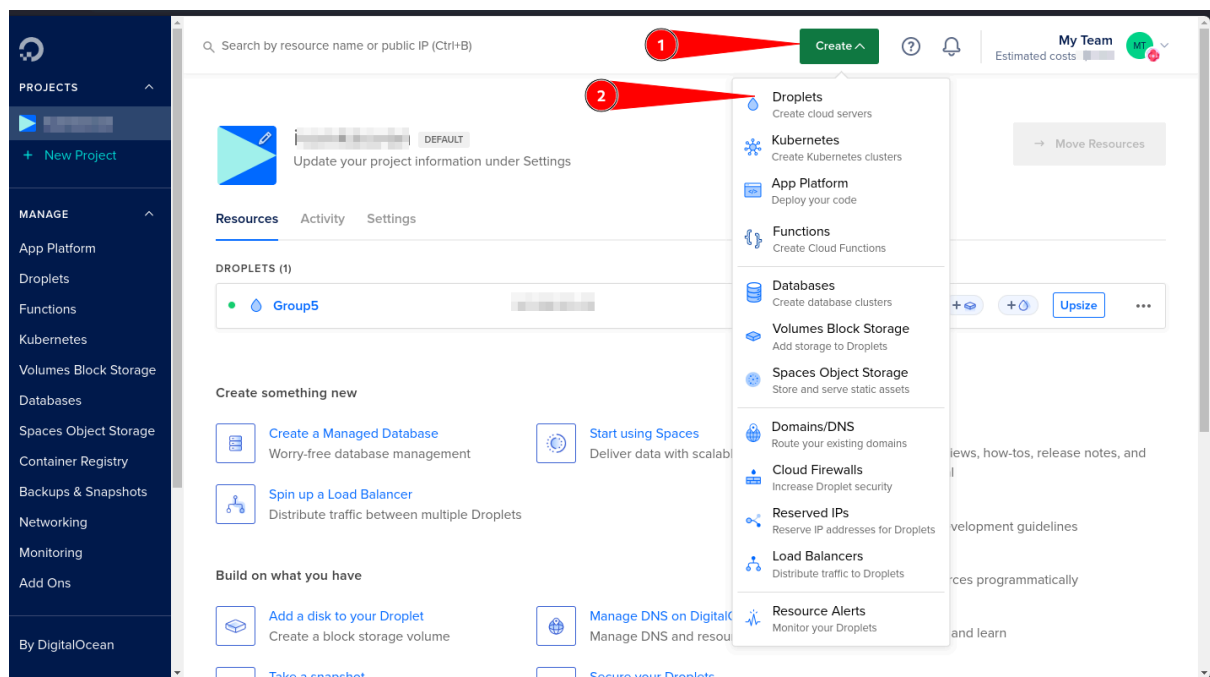 Search by resource name or public IP (Ctrl+B)
1
Create
?
My Team
Estimated costs
MT
PROJECTS
+ New Project
MANAGE
App Platform
Droplets
Functions
Kubernetes
Volumes Block Storage
Databases
Spaces Object Storage
Container Registry
Backups & Snapshots
Networking
Monitoring
Add Ons
By DigitalOcean
2
DEFAULT
Update your project information under Settings
→ Move Resources
Resources Activity Settings
DROPLETS (1)
Group5
+ + Upsize ...
Create something new
Create a Managed Database
Worry-free database management
Start using Spaces
Deliver data with scalabl
Spin up a Load Balancer
Distribute traffic between multiple Droplets
Build on what you have
Add a disk to your Droplet
Create a block storage volume
Manage DNS on Digital
Manage DNS and resou
Take a snapshot
Secure your Droplets
Droplets
Create cloud servers
Kubernetes
Create Kubernetes clusters
App Platform
Deploy your code
Functions
Create Cloud Functions
Databases
Create database clusters
Volumes Block Storage
Add storage to Droplets
Spaces Object Storage
Store and serve static assets
Domains/DNS
Route your existing domains
Cloud Firewalls
Increase Droplet security
Reserved IPs
Reserve IP addresses for Droplets
Load Balancers
Distribute traffic to Droplets
Resource Alerts
Monitor your Droplets
iews, how-tos, release notes, and
velopment guidelines
rces programmatically
and learn